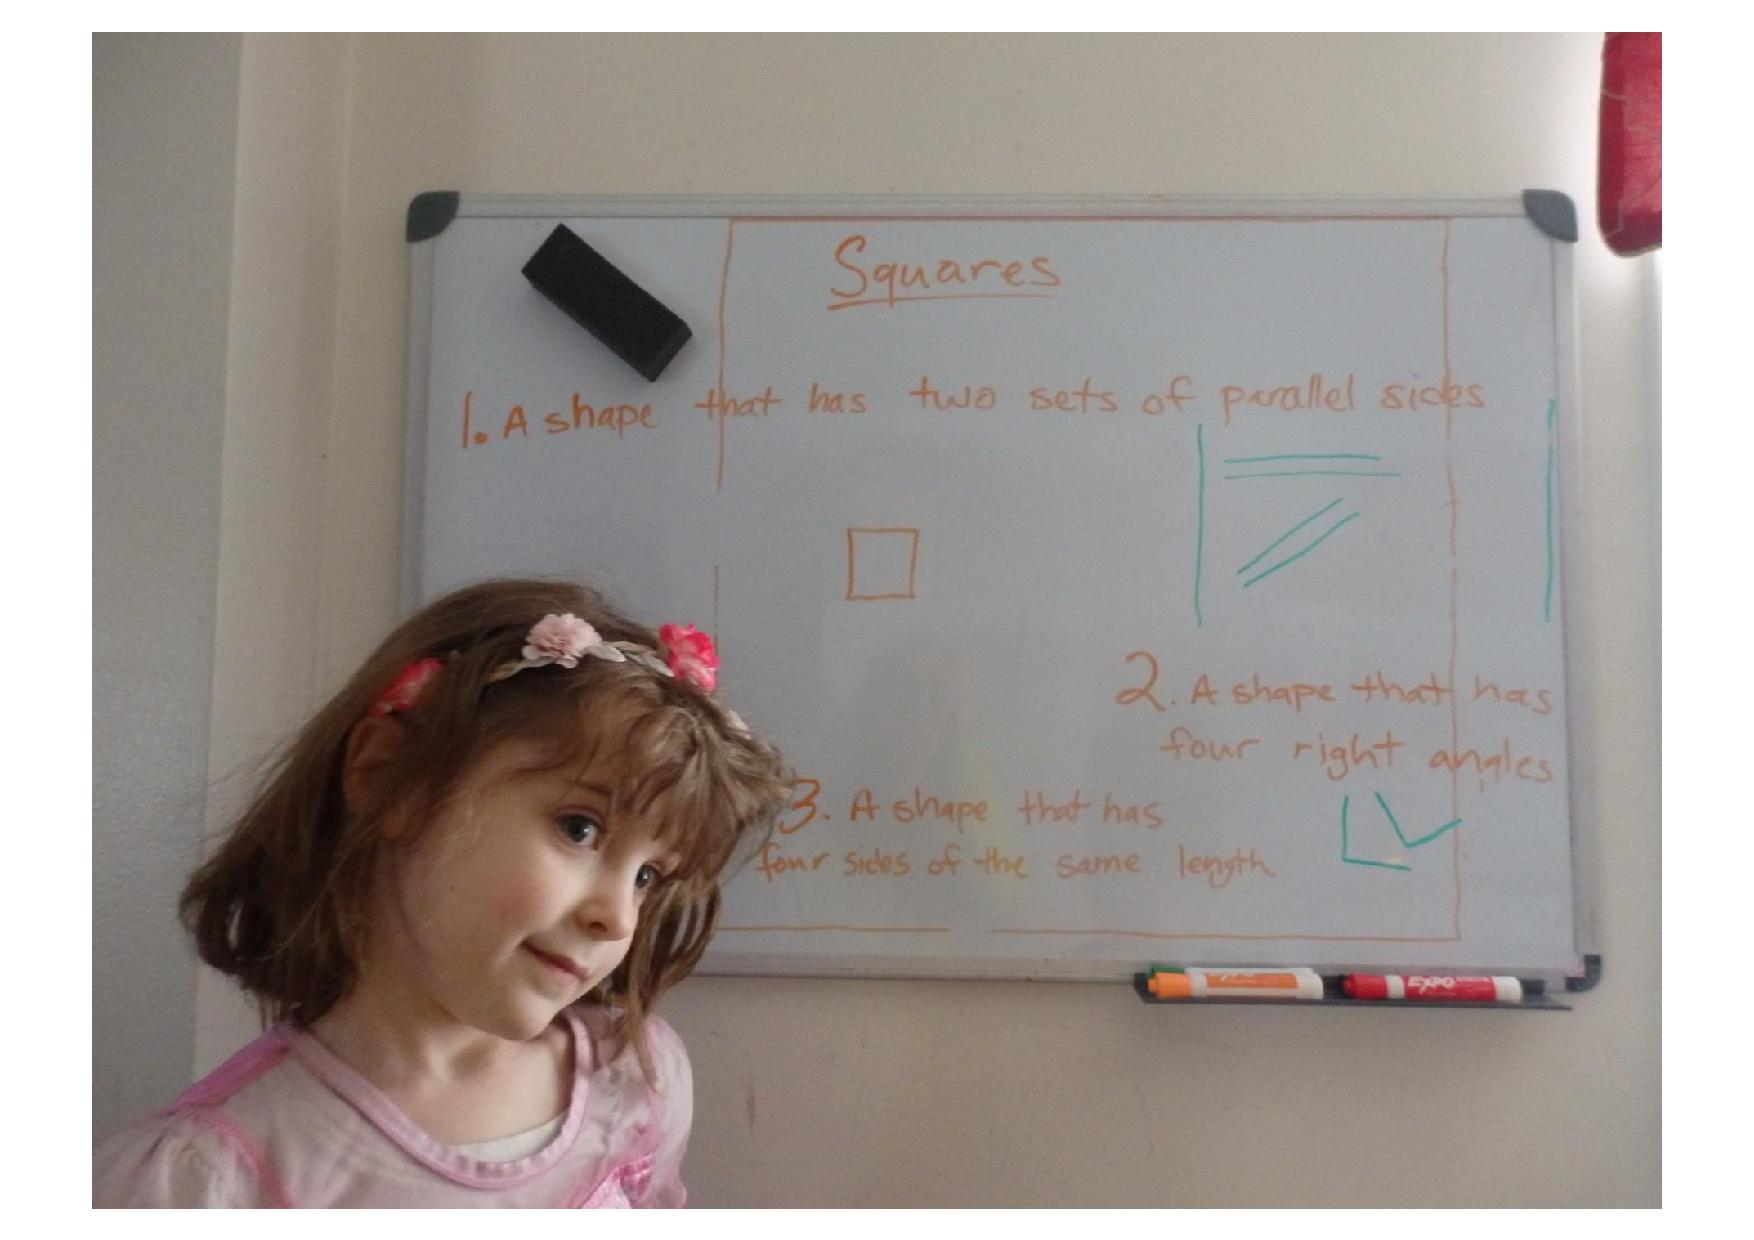 Squares
1. A shape that has two sets of parallel sides
2. A shape that has
four right angles
3. A shape that has
four sides of the same length
EXPO
EXPO